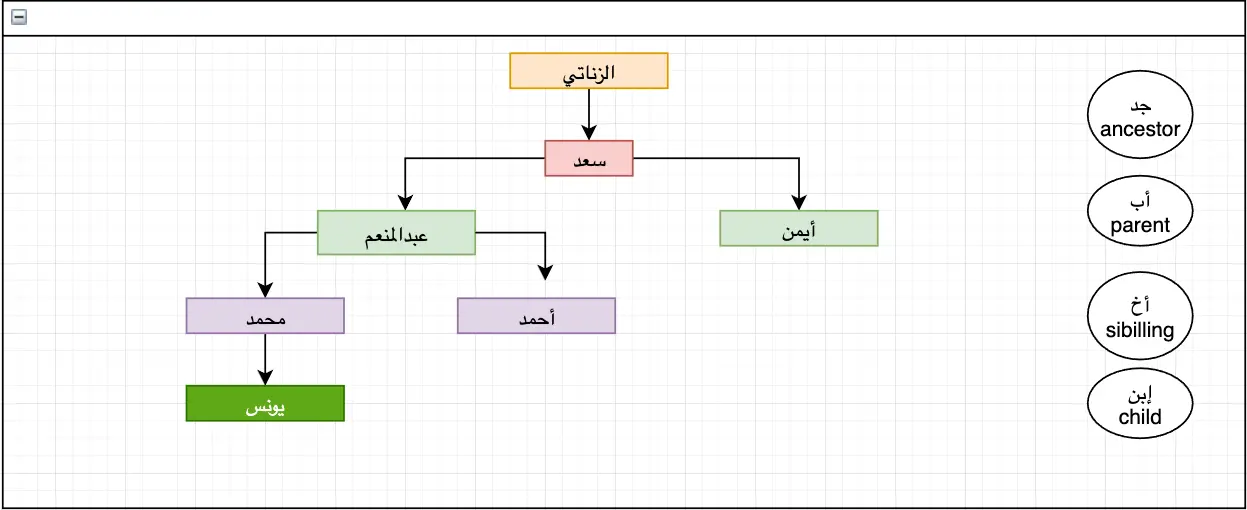 الزناتي
سعد
عبدالمنعم
أيمن
محمد
أحمد
يونس
جد
ancestor
أب
parent
أخ
sibilling
إبن
child